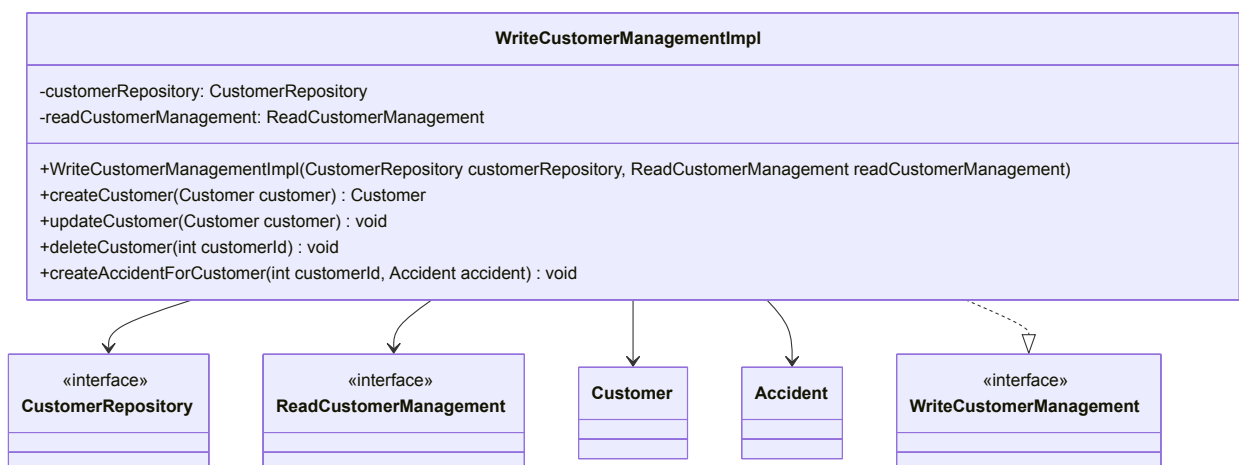 WriteCustomerManagementImpl
-customerRepository: CustomerRepository
-readCustomerManagement: ReadCustomerManagement
+WriteCustomerManagementImpl(CustomerRepository customerRepository, ReadCustomerManagement readCustomerManagement)
+createCustomer(Customer customer) : Customer
+updateCustomer(Customer customer) : void
+deleteCustomer(int customerId) : void
+createAccidentForCustomer(int customerId, Accident accident) : void
«interface»
CustomerRepository
«interface»
ReadCustomerManagement
Customer
Accident
«interface»
WriteCustomerManagement